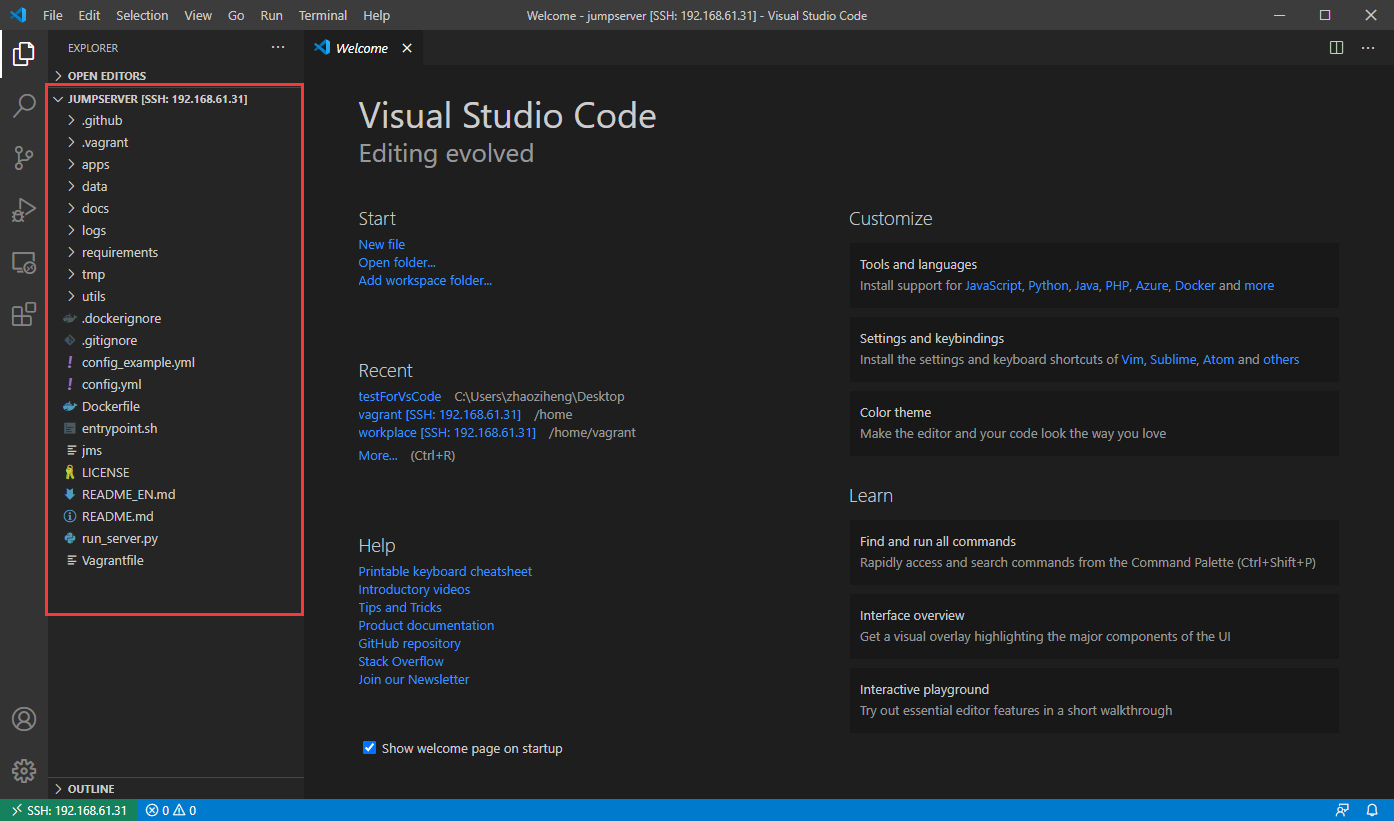 File Edit Selection View Go Run Terminal Help
Welcome - jumpserver [SSH: 192.168.61.31] - Visual Studio Code
EXPLORER
Welcome
OPEN EDITORS
JUMPSERVER [SSH: 192.168.61.31]
.github
.vagrant
apps
data
docs
logs
requirements
tmp
utils
.dockerignore
.gitignore
config_example.yml
config.yml
Dockerfile
entrypoint.sh
jms
LICENSE
README_EN.md
README.md
run_server.py
Vagrantfile
OUTLINE
Visual Studio Code
Editing evolved
Start
New file
Open folder...
Add workspace folder...
Recent
testForVsCode C:\Users\zhaoziheng\Desktop
vagrant [SSH: 192.168.61.31] /home
workplace [SSH: 192.168.61.31] /home/vagrant
More... (Ctrl+R)
Help
Printable keyboard cheatsheet
Introductory videos
Tips and Tricks
Product documentation
GitHub repository
Stack Overflow
Join our Newsletter
Show welcome page on startup
Customize
Tools and languages
Install support for JavaScript, Python, Java, PHP, Azure, Docker and more
Settings and keybindings
Install the settings and keyboard shortcuts of Vim, Sublime, Atom and others
Color theme
Make the editor and your code look the way you love
Learn
Find and run all commands
Rapidly access and search commands from the Command Palette (Ctrl+Shift+P)
Interface overview
Get a visual overlay highlighting the major components of the UI
Interactive playground
Try out essential editor features in a short walkthrough
SSH: 192.168.61.31 0 0